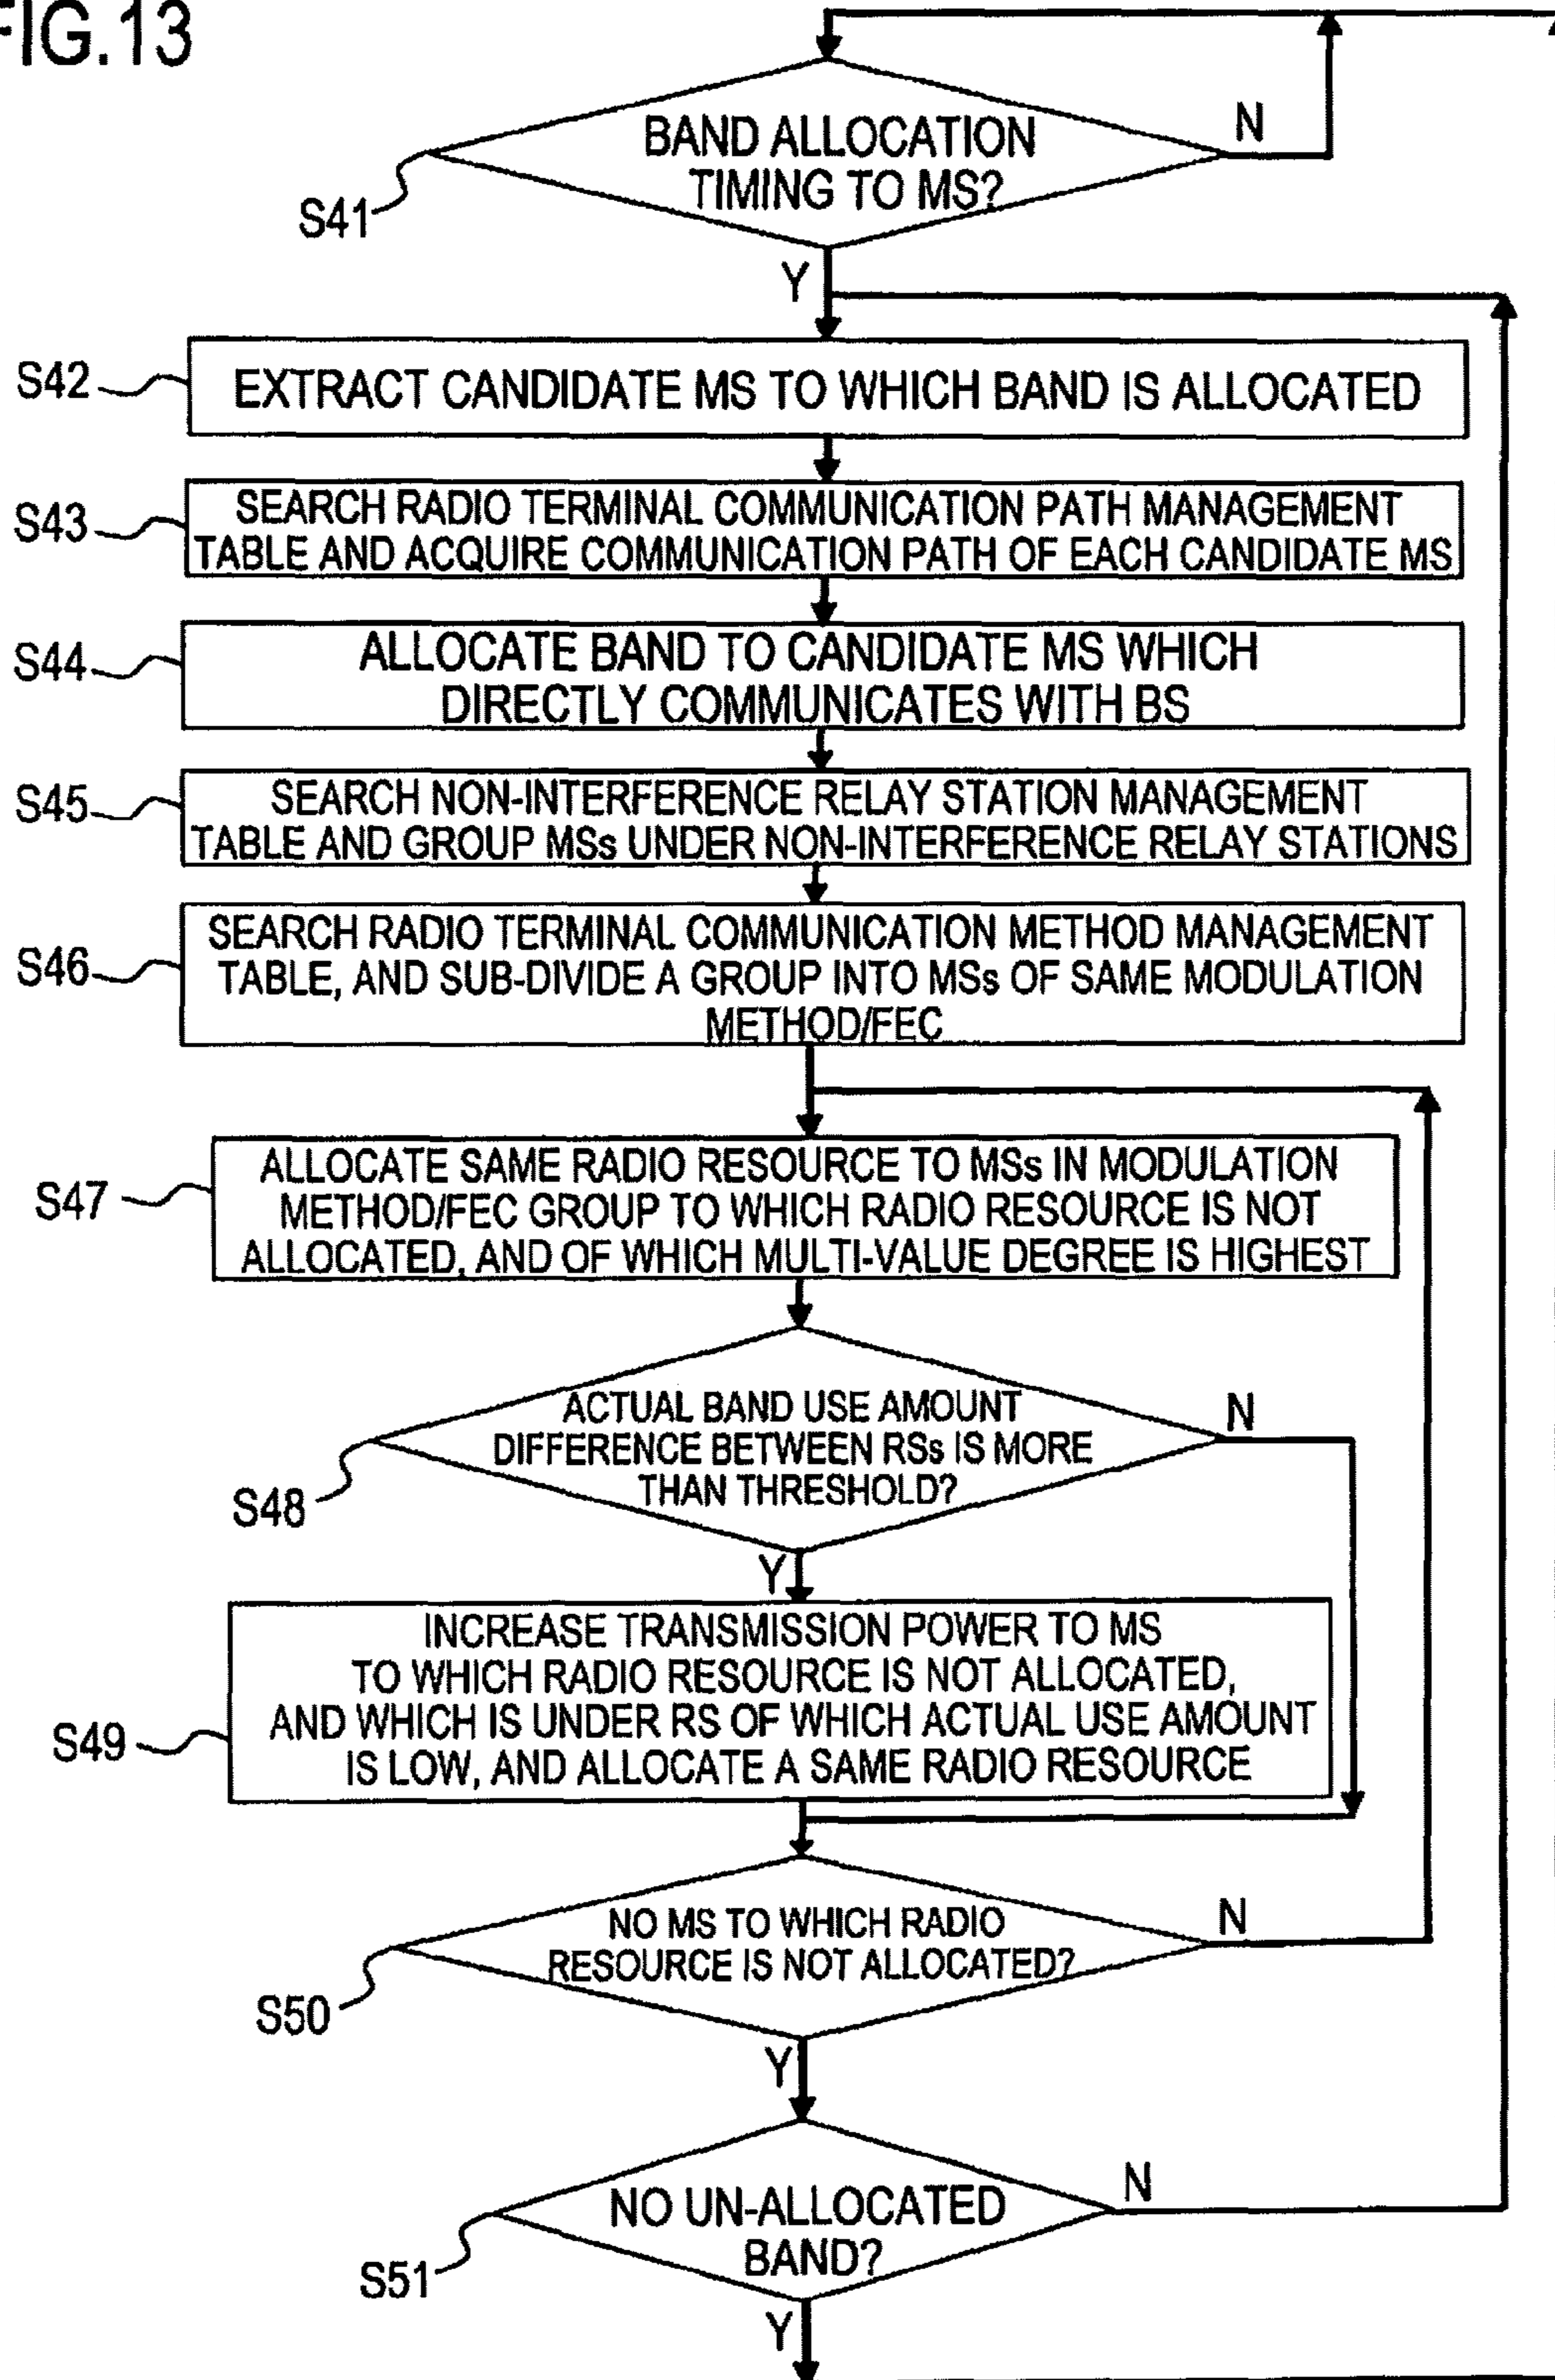 FIG.13
BAND ALLOCATION
TIMING TO MS?
N
S41
Y
S42
EXTRACT CANDIDATE MS TO WHICH BAND IS ALLOCATED
S43
SEARCH RADIO TERMINAL COMMUNICATION PATH MANAGEMENT
TABLE AND ACQUIRE COMMUNICATION PATH OF EACH CANDIDATE MS
S44
ALLOCATE BAND TO CANDIDATE MS WHICH
DIRECTLY COMMUNICATES WITH BS
S45
SEARCH NON-INTERFERENCE RELAY STATION MANAGEMENT
TABLE AND GROUP MSs UNDER NON-INTERFERENCE RELAY STATIONS
S46
SEARCH RADIO TERMINAL COMMUNICATION METHOD MANAGEMENT
TABLE, AND SUB-DIVIDE A GROUP INTO MSs OF SAME MODULATION
METHOD/FEC
S47
ALLOCATE SAME RADIO RESOURCE TO MSs IN MODULATION
METHOD/FEC GROUP TO WHICH RADIO RESOURCE IS NOT
ALLOCATED, AND OF WHICH MULTI-VALUE DEGREE IS HIGHEST
ACTUAL BAND USE AMOUNT
DIFFERENCE BETWEEN RSs IS MORE
THAN THRESHOLD?
N
S48
Y
S49
INCREASE TRANSMISSION POWER TO MS
TO WHICH RADIO RESOURCE IS NOT ALLOCATED,
AND WHICH IS UNDER RS OF WHICH ACTUAL USE AMOUNT
IS LOW, AND ALLOCATE A SAME RADIO RESOURCE
NO MS TO WHICH RADIO
RESOURCE IS NOT ALLOCATED?
N
S50
Y
NO UN-ALLOCATED
BAND?
N
S51
Y